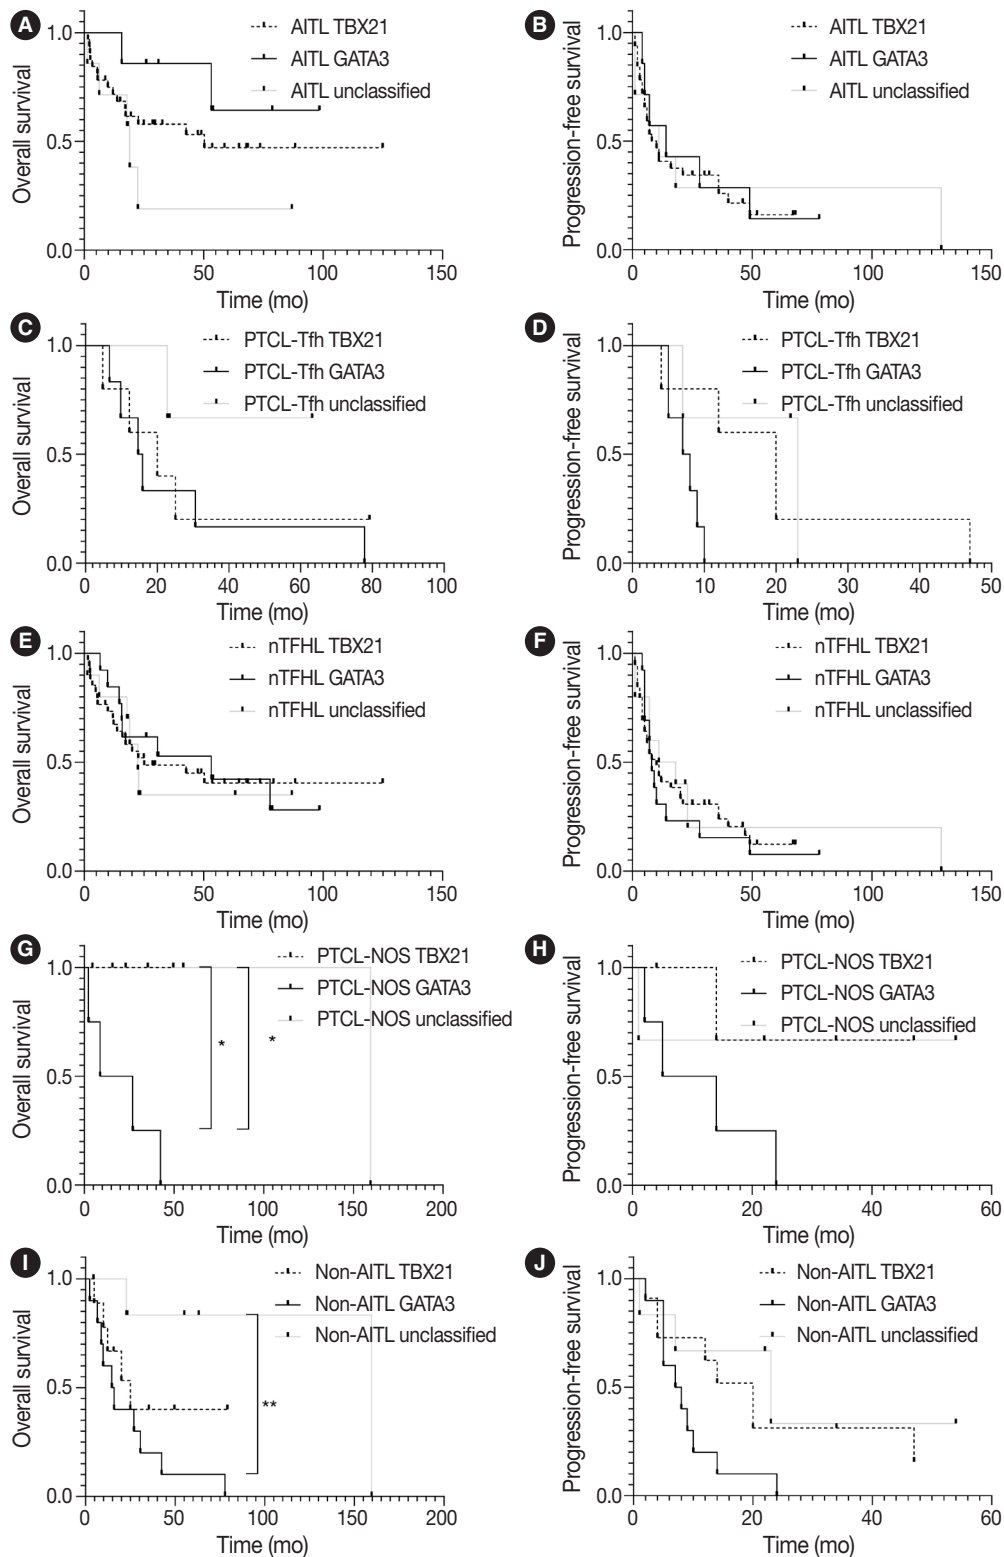 A
Overall survival
1.0
0.5
0.0
0 50 100 150
Time (mo)
AITL TBX21
AITL GATA3
AITL unclassified
B
Progression-free survival
1.0
0.5
0.0
0 50 100 150
Time (mo)
AITL TBX21
AITL GATA3
AITL unclassified
C
Overall survival
1.0
0.5
0.0
0 20 40 60 80 100
Time (mo)
PTCL-Tfh TBX21
PTCL-Tfh GATA3
PTCL-Tfh unclassified
D
Progression-free survival
1.0
0.5
0.0
0 10 20 30 40 50
Time (mo)
PTCL-Tfh TBX21
PTCL-Tfh GATA3
PTCL-Tfh unclassified
E
Overall survival
1.0
0.5
0.0
0 50 100 150
Time (mo)
nTFHL TBX21
nTFHL GATA3
nTFHL unclassified
F
Progression-free survival
1.0
0.5
0.0
0 50 100 150
Time (mo)
nTFHL TBX21
nTFHL GATA3
nTFHL unclassified
G
Overall survival
1.0
0.5
0.0
0 50 100 150 200
Time (mo)
PTCL-NOS TBX21
PTCL-NOS GATA3
PTCL-NOS unclassified
* *
H
Progression-free survival
1.0
0.5
0.0
0 20 40 60
Time (mo)
PTCL-NOS TBX21
PTCL-NOS GATA3
PTCL-NOS unclassified
I
Overall survival
1.0
0.5
0.0
0 50 100 150 200
Time (mo)
Non-AITL TBX21
Non-AITL GATA3
Non-AITL unclassified
**
J
Progression-free survival
1.0
0.5
0.0
0 20 40 60
Time (mo)
Non-AITL TBX21
Non-AITL GATA3
Non-AITL unclassified